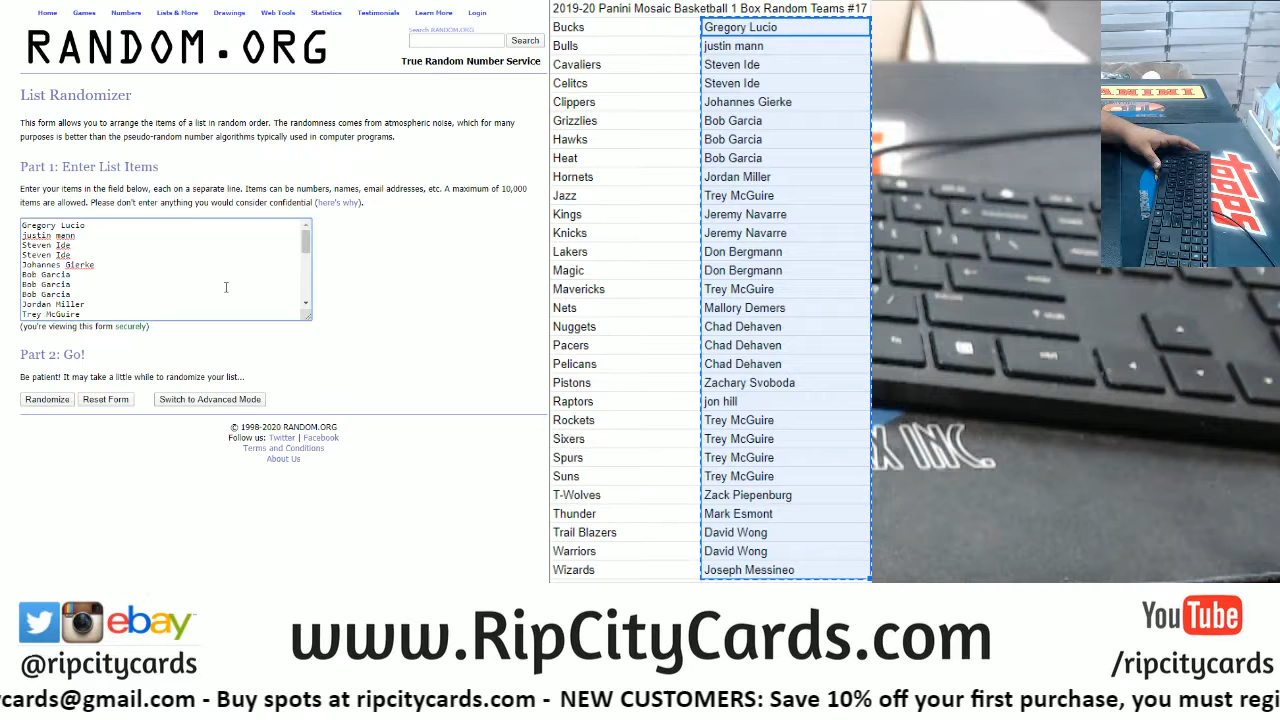 Home Games Numbers Lists & More Drawings Web Tools Statistics Testimonials Learn More Login
RANDOM.ORG
Search RANDOM.ORG
Search
True Random Number Service
List Randomizer
This form allows you to arrange the items of a list in random order. The randomness comes from atmospheric noise, which for many
purposes is better than the pseudo-random number algorithms typically used in computer programs.
Part 1: Enter List Items
Enter your items in the field below, each on a separate line. Items can be numbers, names, email addresses, etc. A maximum of 10,000
items are allowed. Please don't enter anything you would consider confidential (here's why).
Gregory Lucio
justin mann
Steven Ide
Steven Ide
Johannes Gierke
Bob Garcia
Bob Garcia
Bob Garcia
Jordan Miller
Trey McGuire
(you're viewing this form securely)
Part 2: Go!
Be patient! It may take a little while to randomize your list...
Randomize Reset Form Switch to Advanced Mode
© 1998-2020 RANDOM.ORG
Follow us: Twitter | Facebook
Terms and Conditions
About Us
2019-20 Panini Mosaic Basketball 1 Box Random Teams #17
Bucks Gregory Lucio
Bulls justin mann
Cavaliers Steven Ide
Celitcs Steven Ide
Clippers Johannes Gierke
Grizzlies Bob Garcia
Hawks Bob Garcia
Heat Bob Garcia
Hornets Jordan Miller
Jazz Trey McGuire
Kings Jeremy Navarre
Knicks Jeremy Navarre
Lakers Don Bergmann
Magic Don Bergmann
Mavericks Trey McGuire
Nets Mallory Demers
Nuggets Chad Dehaven
Pacers Chad Dehaven
Pelicans Chad Dehaven
Pistons Zachary Svoboda
Raptors jon hill
Rockets Trey McGuire
Sixers Trey McGuire
Spurs Trey McGuire
Suns Trey McGuire
T-Wolves Zack Piepenburg
Thunder Mark Esmont
Trail Blazers David Wong
Warriors David Wong
Wizards Joseph Messineo
topps
INC.
ebay
@ripcitycards
www.RipCityCards.com
YouTube
/ripcitycards
ycards@gmail.com - Buy spots at ripcitycards.com - NEW CUSTOMERS: Save 10% off your first purchase, you must regi